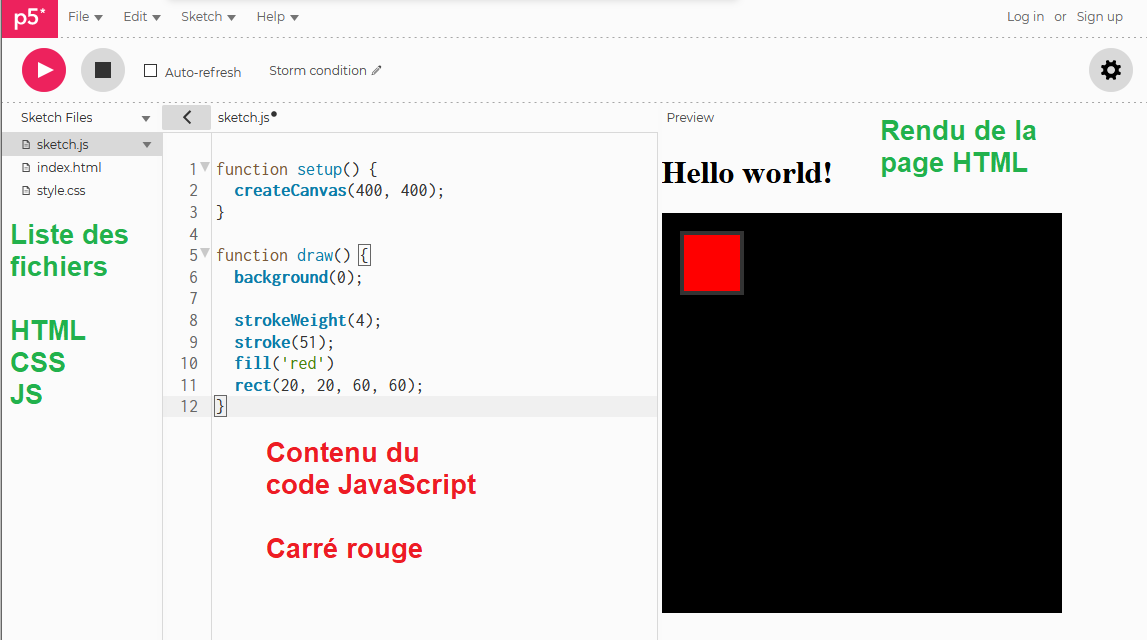 p5*
File
Edit
Sketch
Help
Log in or Sign up
Auto-refresh
Storm condition
Sketch Files
sketch.js
index.html
style.css
Liste des
fichiers
HTML
CSS
JS
sketch.js
1 function setup() {
2 createCanvas(400, 400);
3 }
4
5 function draw() {
6 background(0);
7
8 strokeWeight(4);
9 stroke(51);
10 fill('red')
11 rect(20, 20, 60, 60);
12 }
Contenu du
code JavaScript
Carré rouge
Preview
Rendu de la
page HTML
Hello world!